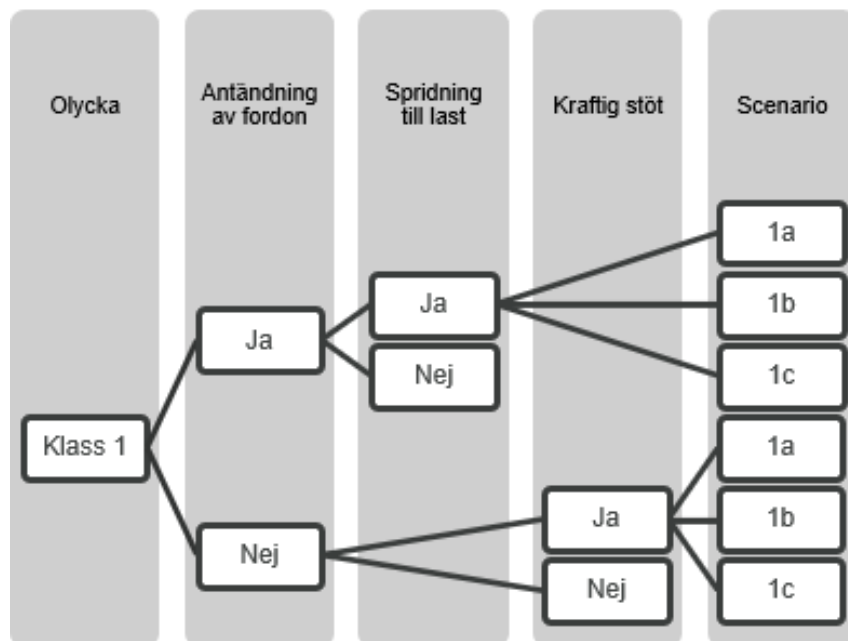 Olycka
Antändning
av fordon
Spridning
till last
Kraftig stöt
Scenario
1a
Ja
1b
Ja
Nej
1c
Klass 1
1a
Ja
1b
Nej
Nej
1c